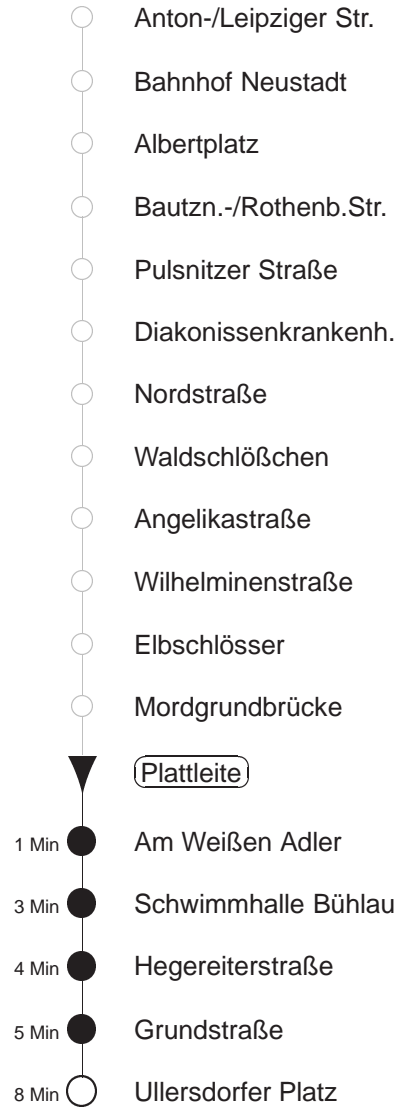 Anton-/Leipziger Str.
Bahnhof Neustadt
Albertplatz
Bautzn.-/Rothenb.Str.
Pulsnitzer Straße
Diakonissenkrankenh.
Nordstraße
Waldschlößchen
Angelikastraße
Wilhelminenstraße
Elbschlösser
Mordgrundbrücke
Plattleite
1 Min Am Weißen Adler
3 Min Schwimmhalle Bühlau
4 Min Hegereiterstraße
5 Min Grundstraße
8 Min Ullersdorfer Platz